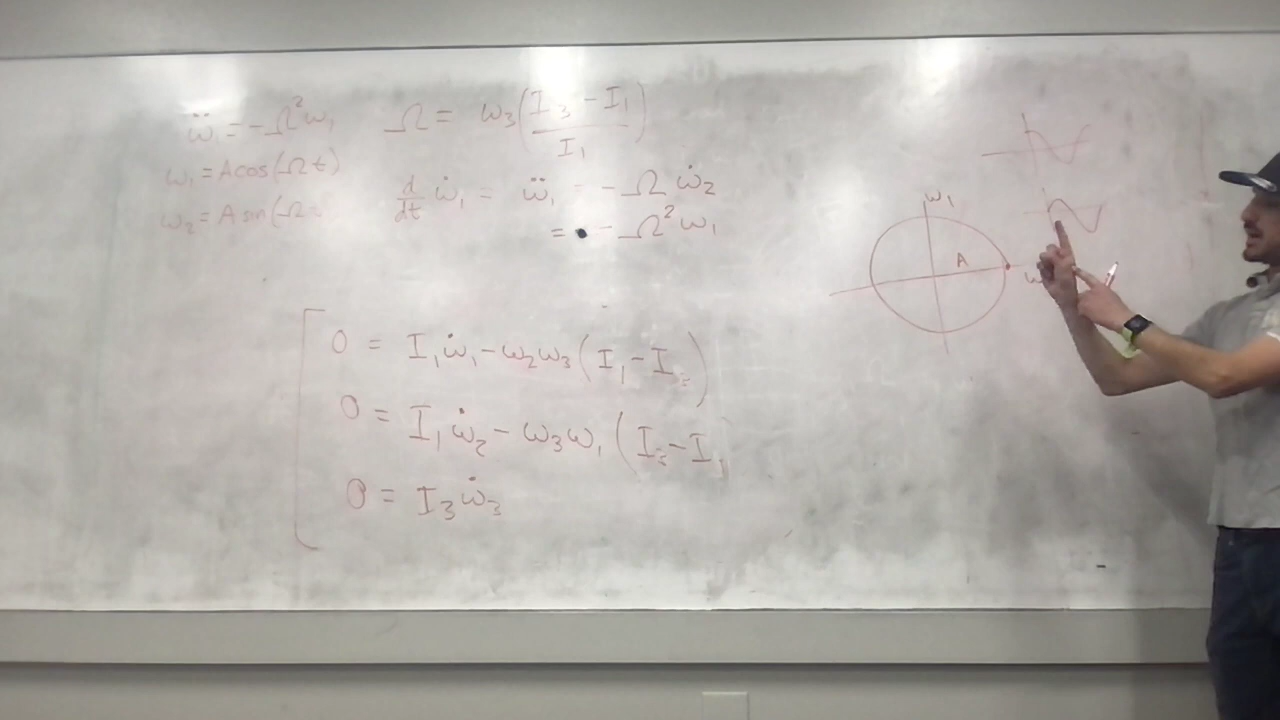 ω̈₁ = -Ω²ω₁
Ω = ω₃((I₃ - I₁)/I₁)
ω₁ = A cos(Ωt)
ω₂ = A sin(Ω
d/dt ω̇₁ = ω̈₁ = -Ω ω̇₂
= -Ω²ω₁
0 = I₁ω̇₁ - ω₂ω₃(I₁ - I₃)
0 = I₁ω̇₂ - ω₃ω₁(I₃ - I₁
0 = I₃ω̇₃
ω₁
A
ω